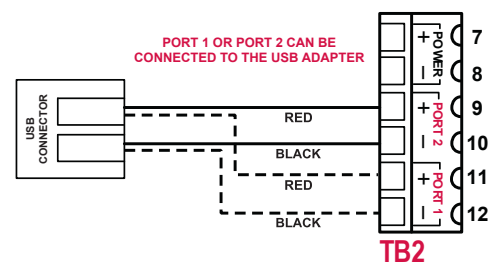 PORT 1 OR PORT 2 CAN BE
CONNECTED TO THE USB ADAPTER
USB
CONNECTOR
RED
BLACK
RED
BLACK
+
–
POWER
+
–
PORT 2
+
–
PORT 1
7
8
9
10
11
12
TB2